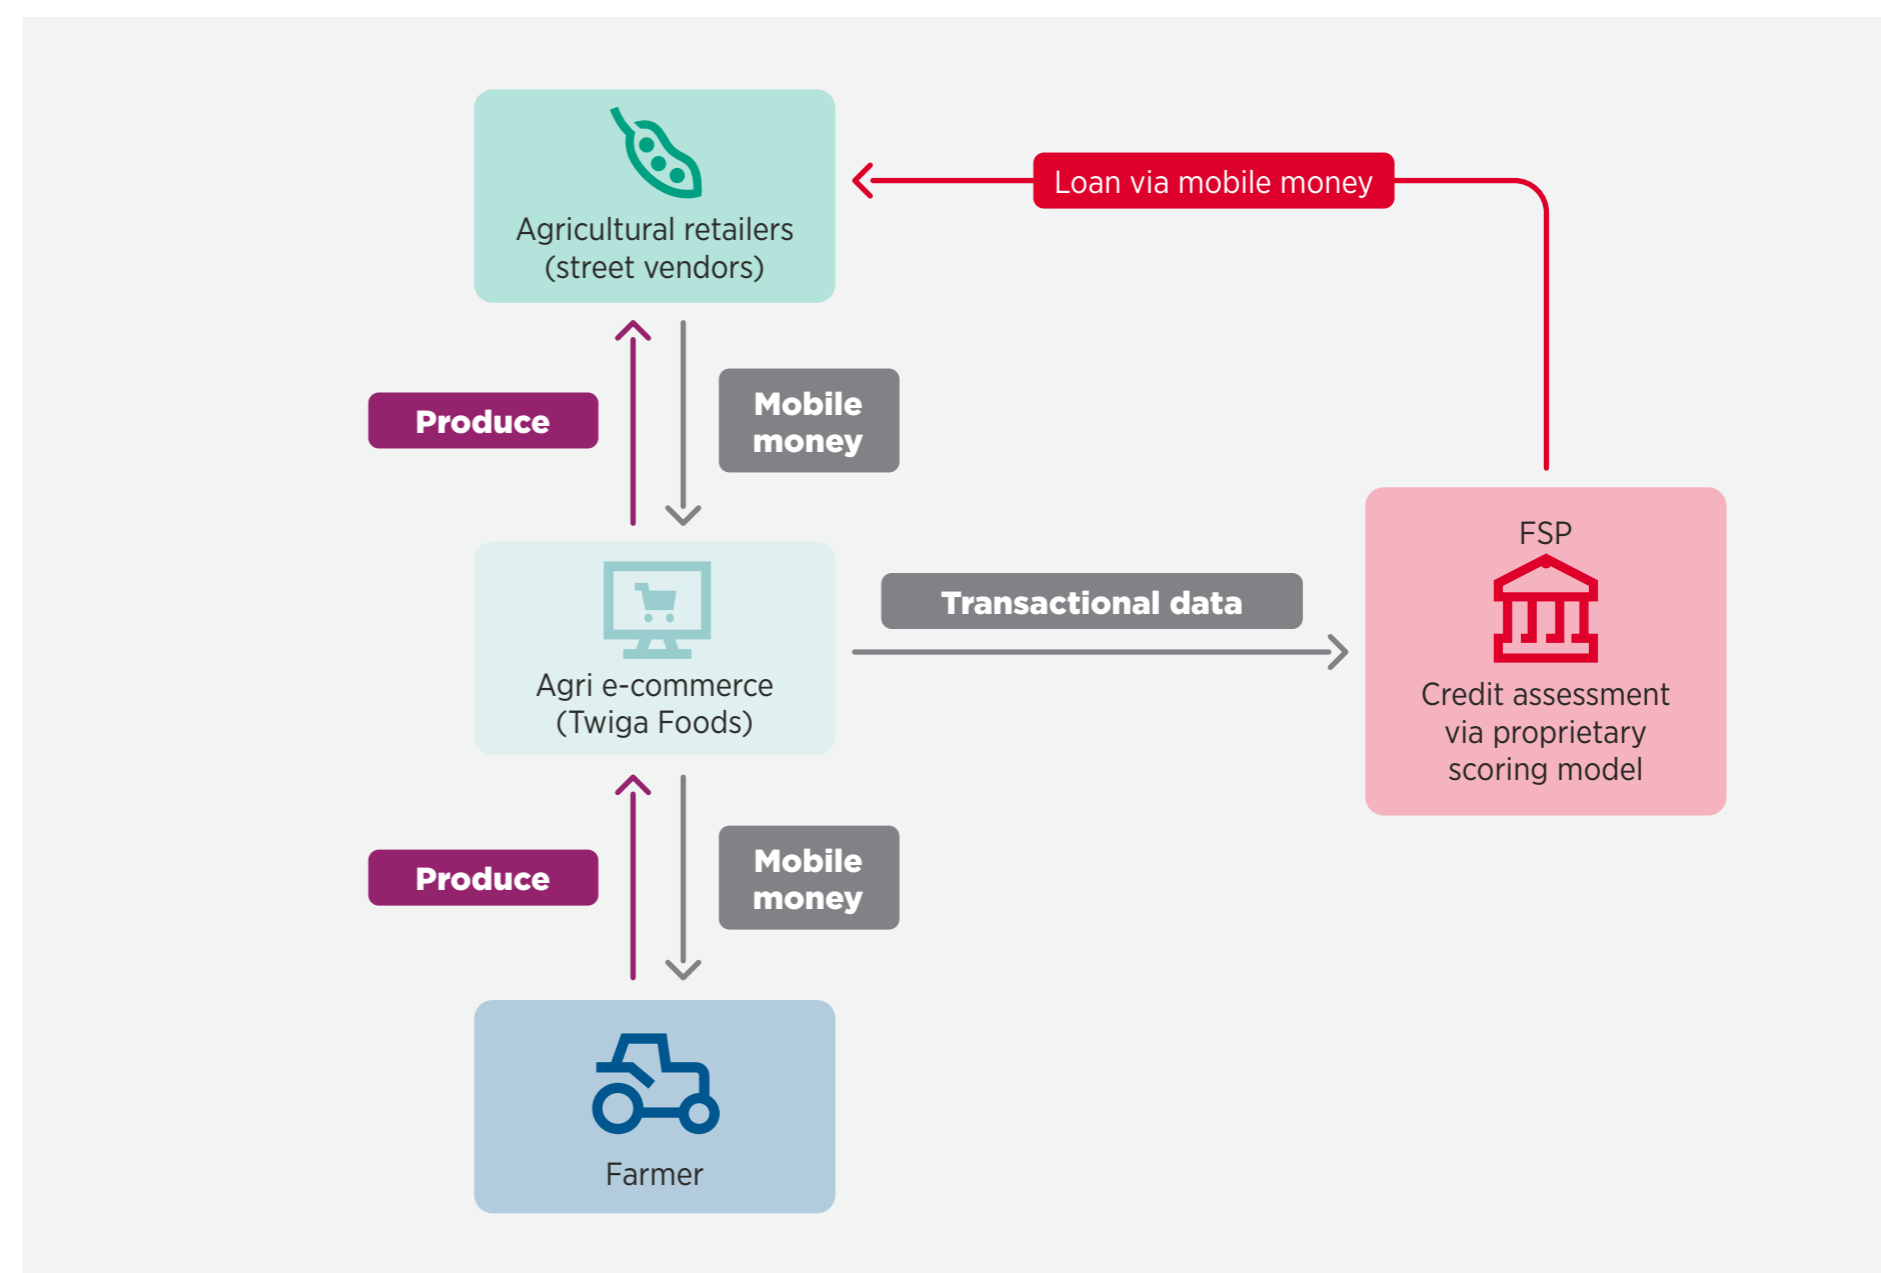 Agricultural retailers
(street vendors)
Loan via mobile money
Produce
Mobile
money
Agri e-commerce
(Twiga Foods)
Transactional data
FSP
Credit assessment
via proprietary
scoring model
Produce
Mobile
money
Farmer